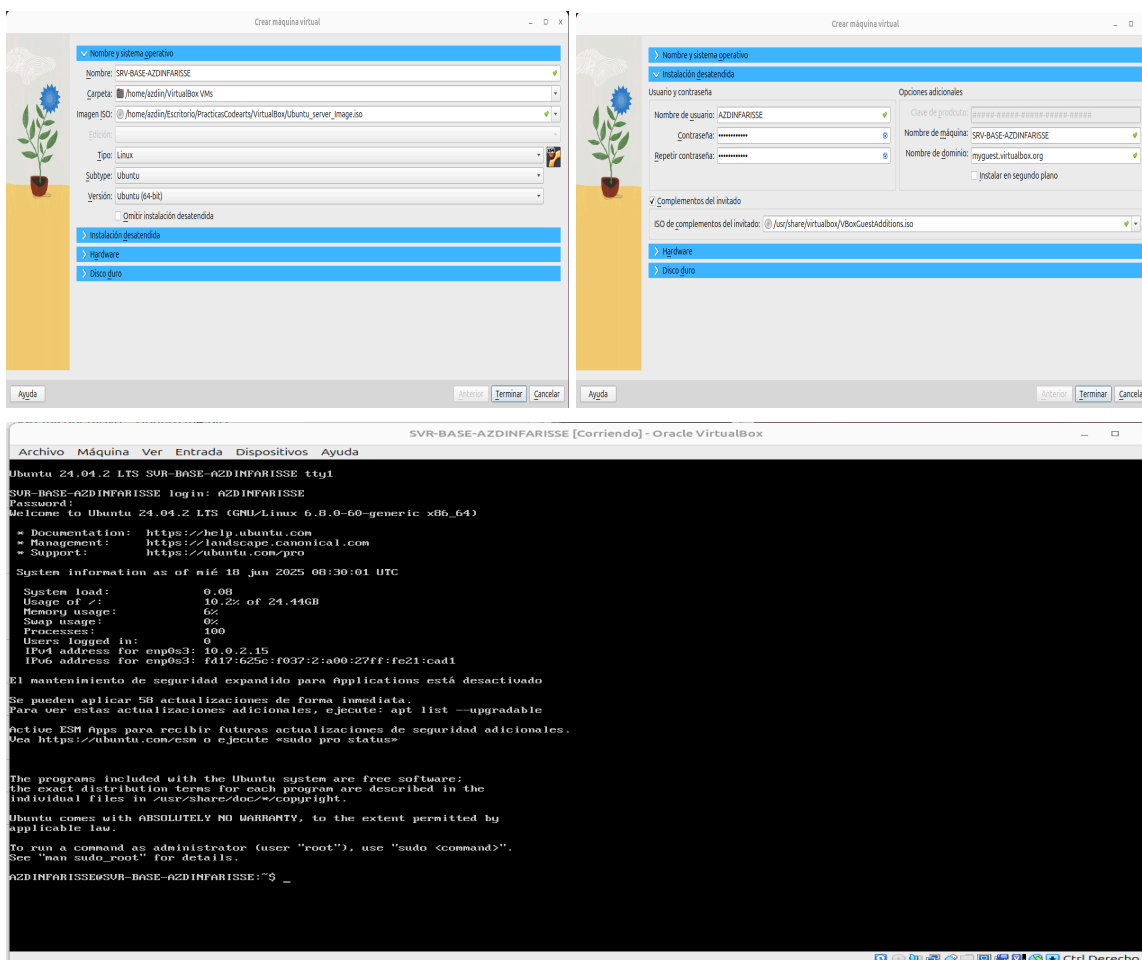 Crear máquina virtual
Nombre y sistema operativo
Nombre: SRV-BASE-AZDINFARISSE
Carpeta: /home/azdiin/VirtualBox VMs
Imagen ISO: /home/azdiin/Escritorio/PracticasCodearts/VirtualBox/Ubuntu_server_Image.iso
Edición:
Tipo: Linux
Subtype: Ubuntu
Versión: Ubuntu (64-bit)
Omitir instalación desatendida
Instalación desatendida
Hardware
Disco duro
Ayuda Anterior Terminar Cancelar
Crear máquina virtual
Nombre y sistema operativo
Instalación desatendida
Usuario y contraseña Opciones adicionales
Nombre de usuario: AZDINFARISSE Clave de producto: #####-#####-#####-#####-#####
Contraseña: •••••••••••• Nombre de máquina: SRV-BASE-AZDINFARISSE
Repetir contraseña: •••••••••••• Nombre de dominio: myguest.virtualbox.org
Instalar en segundo plano
Complementos del invitado
ISO de complementos del invitado: /usr/share/virtualbox/VBoxGuestAdditions.iso
Hardware
Disco duro
Ayuda Anterior Terminar Cancela
SVR-BASE-AZDINFARISSE [Corriendo] - Oracle VirtualBox
Archivo Máquina Ver Entrada Dispositivos Ayuda
Ubuntu 24.04.2 LTS SVR-BASE-AZDINFARISSE tty1
SVR-BASE-AZDINFARISSE login: AZDINFARISSE
Password:
Welcome to Ubuntu 24.04.2 LTS (GNU/Linux 6.8.0-60-generic x86_64)
* Documentation: https://help.ubuntu.com
* Management: https://landscape.canonical.com
* Support: https://ubuntu.com/pro
System information as of mié 18 jun 2025 08:30:01 UTC
System load: 0.08
Usage of /: 10.2% of 24.44GB
Memory usage: 6%
Swap usage: 0%
Processes: 100
Users logged in: 0
IPv4 address for enp0s3: 10.0.2.15
IPv6 address for enp0s3: fd17:625c:f037:2:a00:27ff:fe21:cad1
El mantenimiento de seguridad expandido para Applications está desactivado
Se pueden aplicar 58 actualizaciones de forma inmediata.
Para ver estas actualizaciones adicionales, ejecute: apt list --upgradable
Active ESM Apps para recibir futuras actualizaciones de seguridad adicionales.
Vea https://ubuntu.com/esm o ejecute «sudo pro status»
The programs included with the Ubuntu system are free software;
the exact distribution terms for each program are described in the
individual files in /usr/share/doc/*/copyright.
Ubuntu comes with ABSOLUTELY NO WARRANTY, to the extent permitted by
applicable law.
To run a command as administrator (user "root"), use "sudo <command>".
See "man sudo_root" for details.
AZDINFARISSE@SVR-BASE-AZDINFARISSE:~$ _
Ctrl Derecho